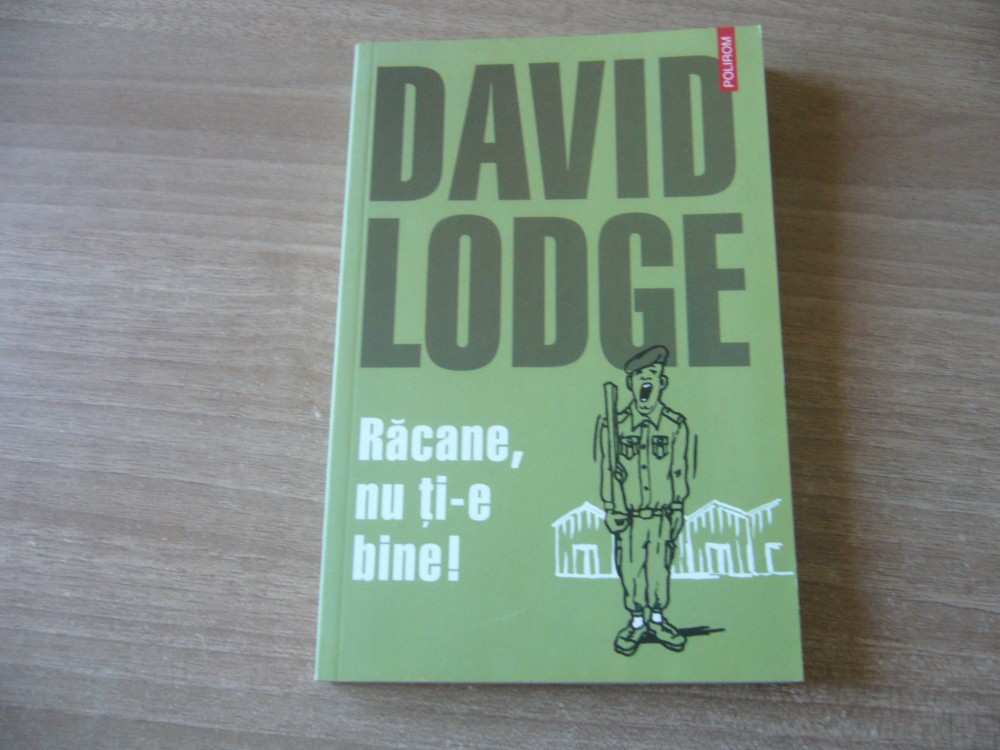 POLIROM
DAVID
LODGE
Răcane,
nu ți-e
bine!